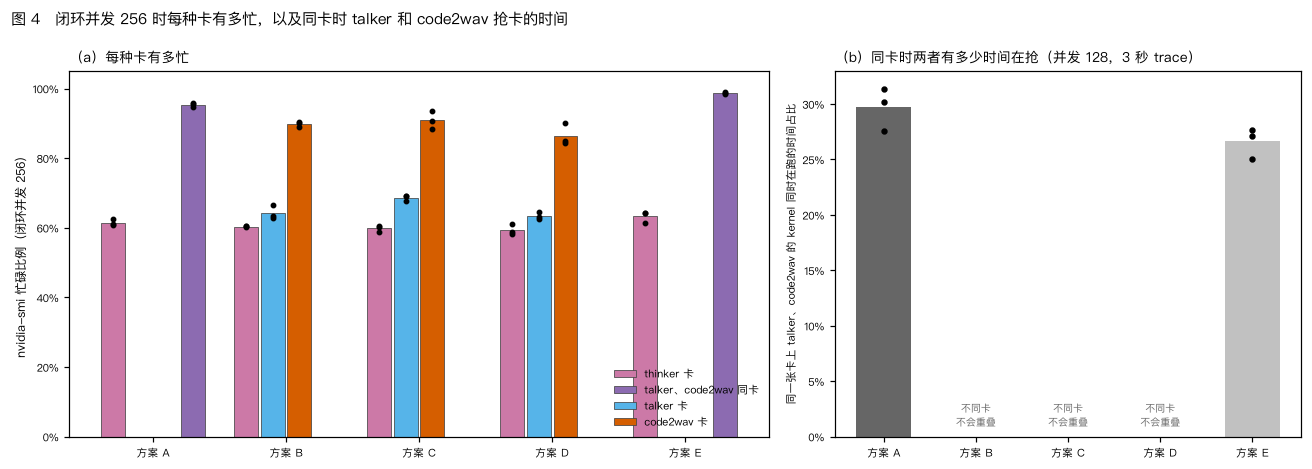 图 4　闭环并发 256 时每种卡有多忙，以及同卡时 talker 和 code2wav 抢卡的时间
（a）每种卡有多忙
nvidia-smi 忙碌比例（闭环并发 256）
100%
80%
60%
40%
20%
0%
方案 A
方案 B
方案 C
方案 D
方案 E
thinker 卡
talker、code2wav 同卡
talker 卡
code2wav 卡
（b）同卡时两者有多少时间在抢（并发 128，3 秒 trace）
同一张卡上 talker、code2wav 的 kernel 同时在跑的时间占比
30%
25%
20%
15%
10%
5%
0%
不同卡
不会重叠
不同卡
不会重叠
不同卡
不会重叠
方案 A
方案 B
方案 C
方案 D
方案 E